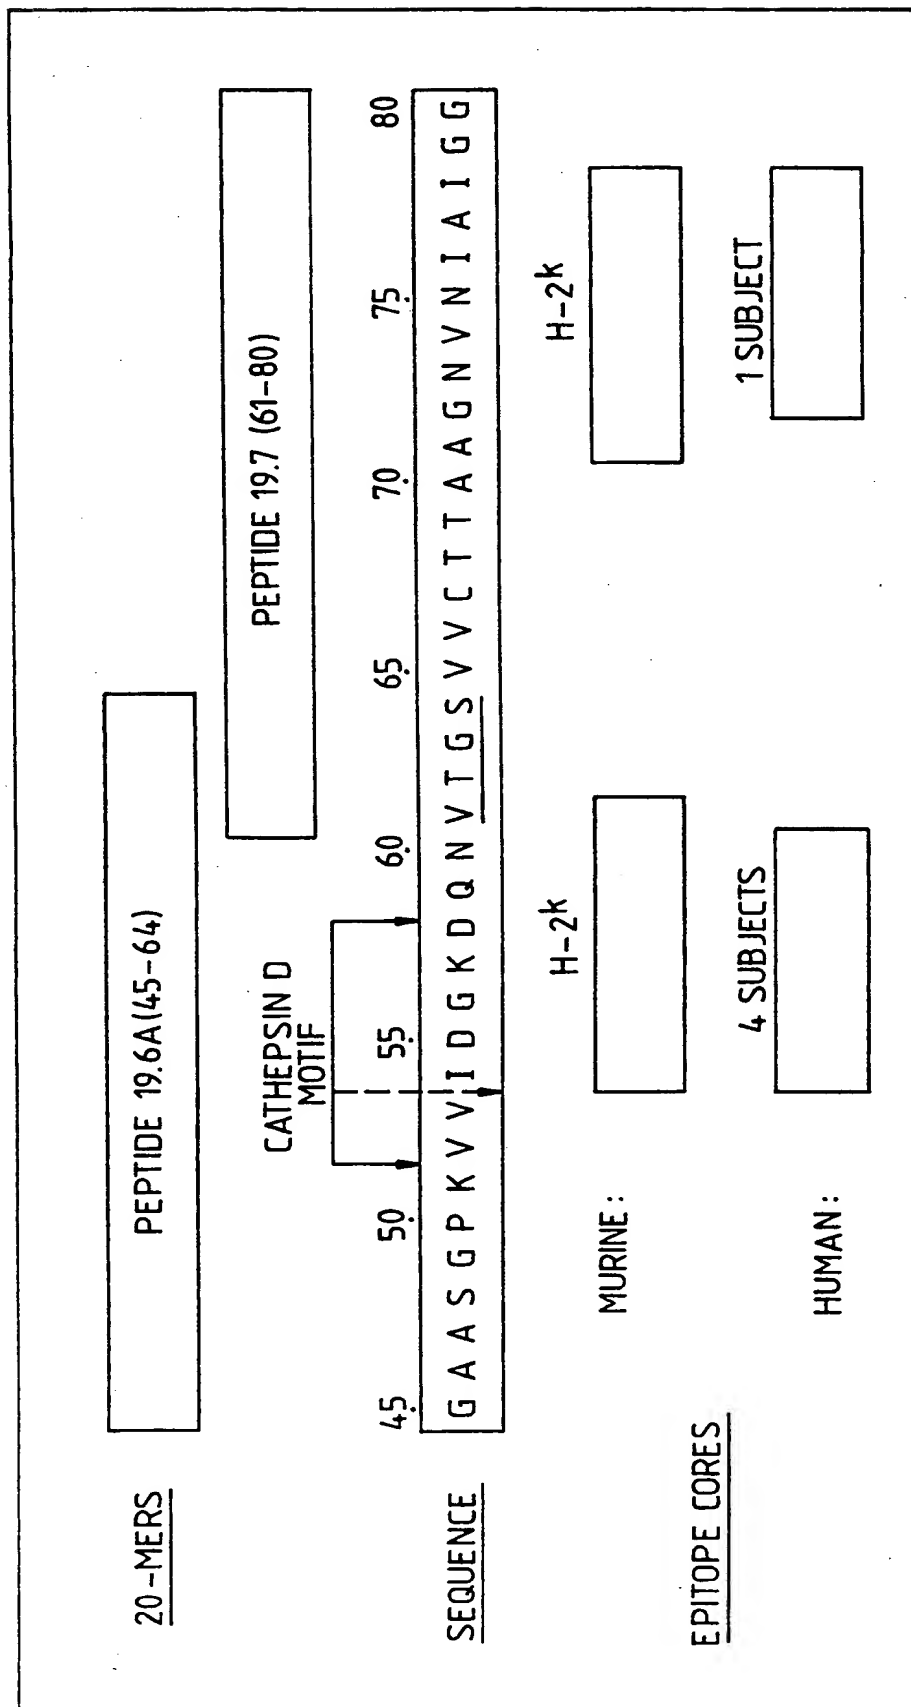 20-MERS
PEPTIDE 19.6A (45-64)
PEPTIDE 19.7 (61-80)
CATHEPSIN D
MOTIF
45 50 55 60 65 70 75 80
SEQUENCE
G A A S G P K V V I D G K D Q N V T G S V V C T T A A G N V N I A I G G
MURINE: H-2k H-2k
EPITOPE CORES
HUMAN: 4 SUBJECTS 1 SUBJECT